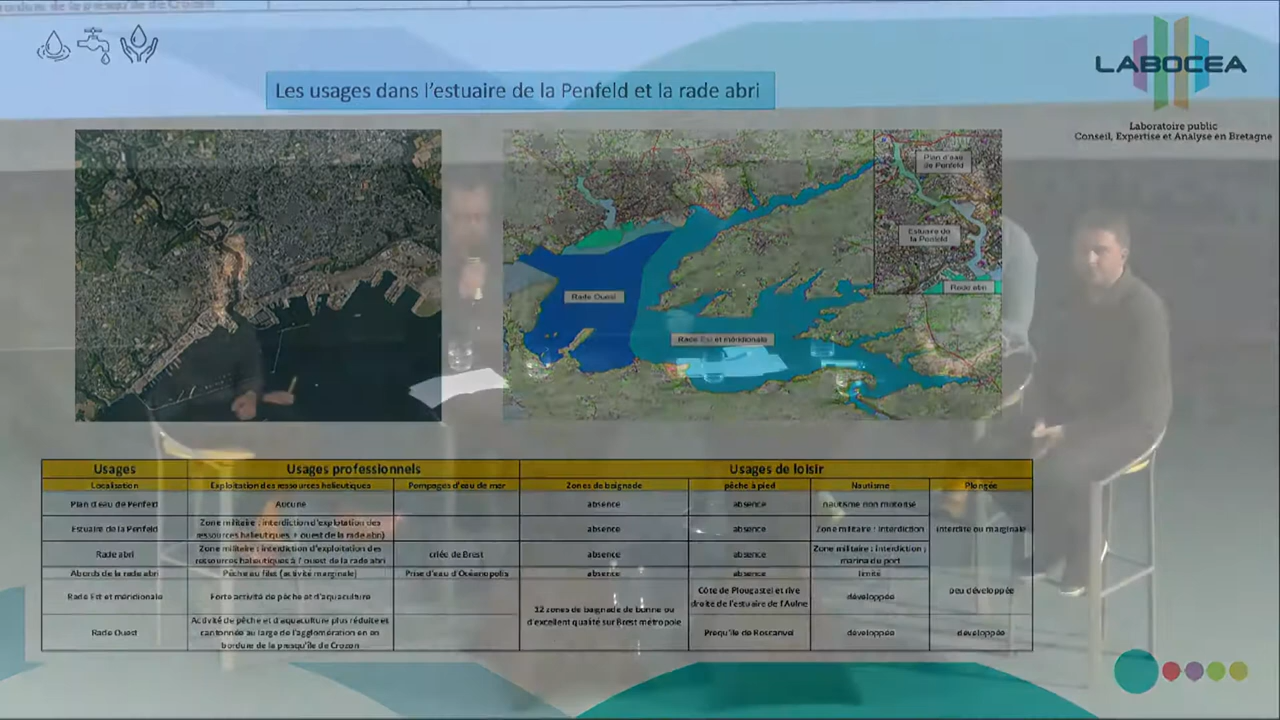 bordure de la presqu'île de Crozon
LABOCEA
Laboratoire public
Conseil, Expertise et Analyse en Bretagne
Les usages dans l'estuaire de la Penfeld et la rade abri
Plan d'eau
de Penfeld
Estuaire de
la Penfeld
Rade abri
Rade Ouest
Rade Est et méridionale
Usages
Usages professionnels
Usages de loisir
Localisation
Exploitation des ressources halieutiques
Pompages d'eau de mer
Zones de baignade
pêche à pied
Nautisme
Plongée
Plan d'eau de Penfeld
Aucune
absence
absence
nautisme non motorisé
Estuaire de la Penfeld
Zone militaire : interdiction d'exploitation des
ressources halieutiques + ouest de la rade abri)
absence
absence
Zone militaire : Interdiction
interdite ou marginale
Rade abri
Zone militaire : interdiction d'exploitation des
ressources halieutiques à l'ouest de la rade abri
criée de Brest
absence
absence
Zone militaire : Interdiction ;
marina du port
Abords de la rade abri
Pêche au filet (activité marginale)
Prise d'eau d'Océanopolis
absence
absence
limité
Rade Est et méridionale
Forte activité de pêche et d'aquaculture
12 zones de baignade de bonne ou
d'excellent qualité sur Brest métropole
Côte de Plougastel et rive
droite de l'estuaire de l'Aulne
développée
peu développée
Rade Ouest
Activité de pêche et d'aquaculture plus réduite et
cantonnée au large de l'agglomération en en
bordure de la presqu'île de Crozon
Presqu'île de Roscanvel
développée
développée